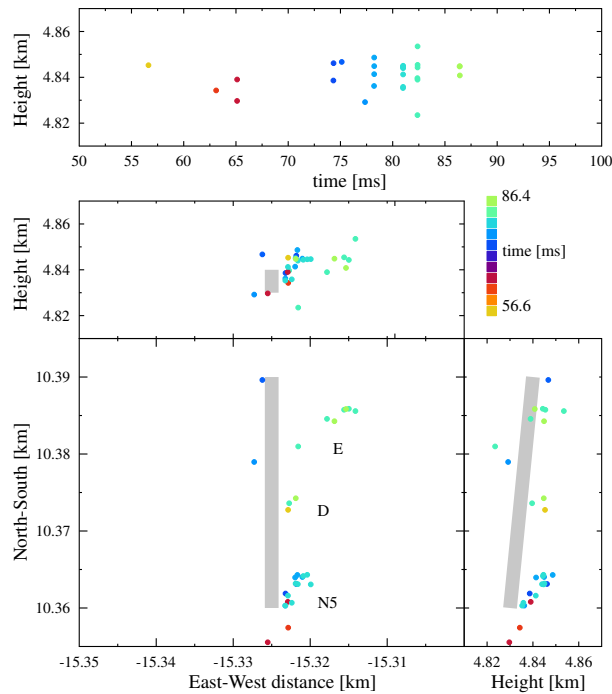 4.86
4.84
4.82
Height [km]
50 55 60 65 70 75 80 85 90 95 100
time [ms]
4.86
4.84
4.82
Height [km]
86.4
time [ms]
56.6
10.39
10.38
10.37
10.36
North-South [km]
E
D
N5
-15.35 -15.34 -15.33 -15.32 -15.31
East-West distance [km]
4.82 4.84 4.86
Height [km]